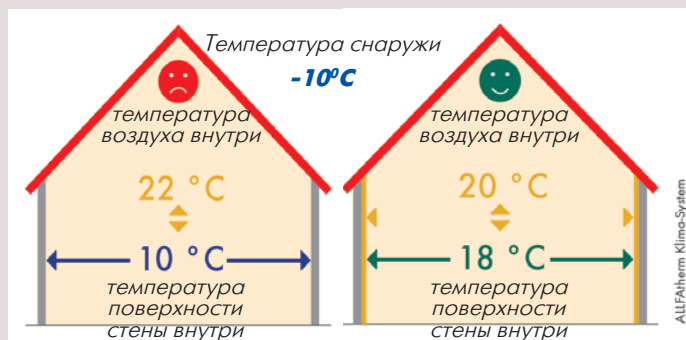 Температура снаружи
-10⁰C
температура
воздуха внутри
22 °C
10 °C
температура
поверхности
стены внутри
температура
воздуха внутри
20 °C
18 °C
температура
поверхности
стены внутри
ALLFAtherm Klima-System